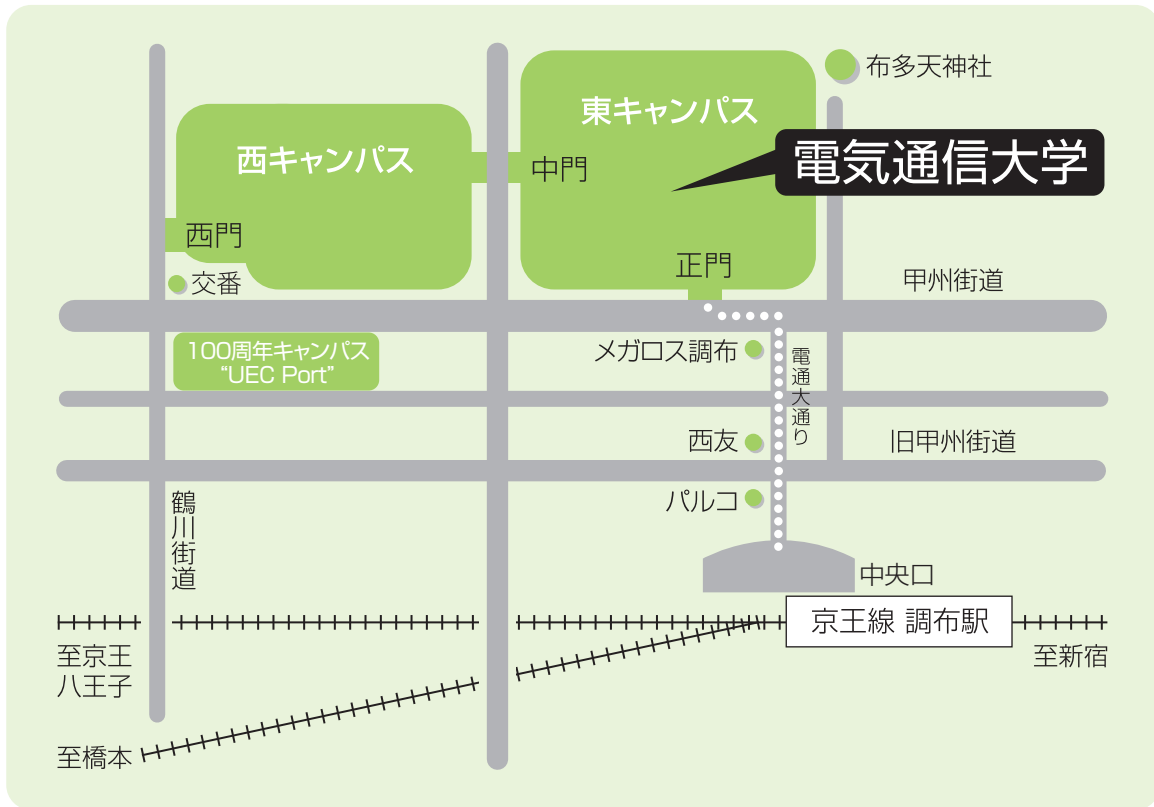 布多天神社
東キャンパス
西キャンパス
電気通信大学
中門
西門
正門
交番
甲州街道
100周年キャンパス
“UEC Port”
メガロス調布
電通大通り
西友
旧甲州街道
パルコ
鶴川街道
中央口
京王線 調布駅
至京王
八王子
至新宿
至橋本